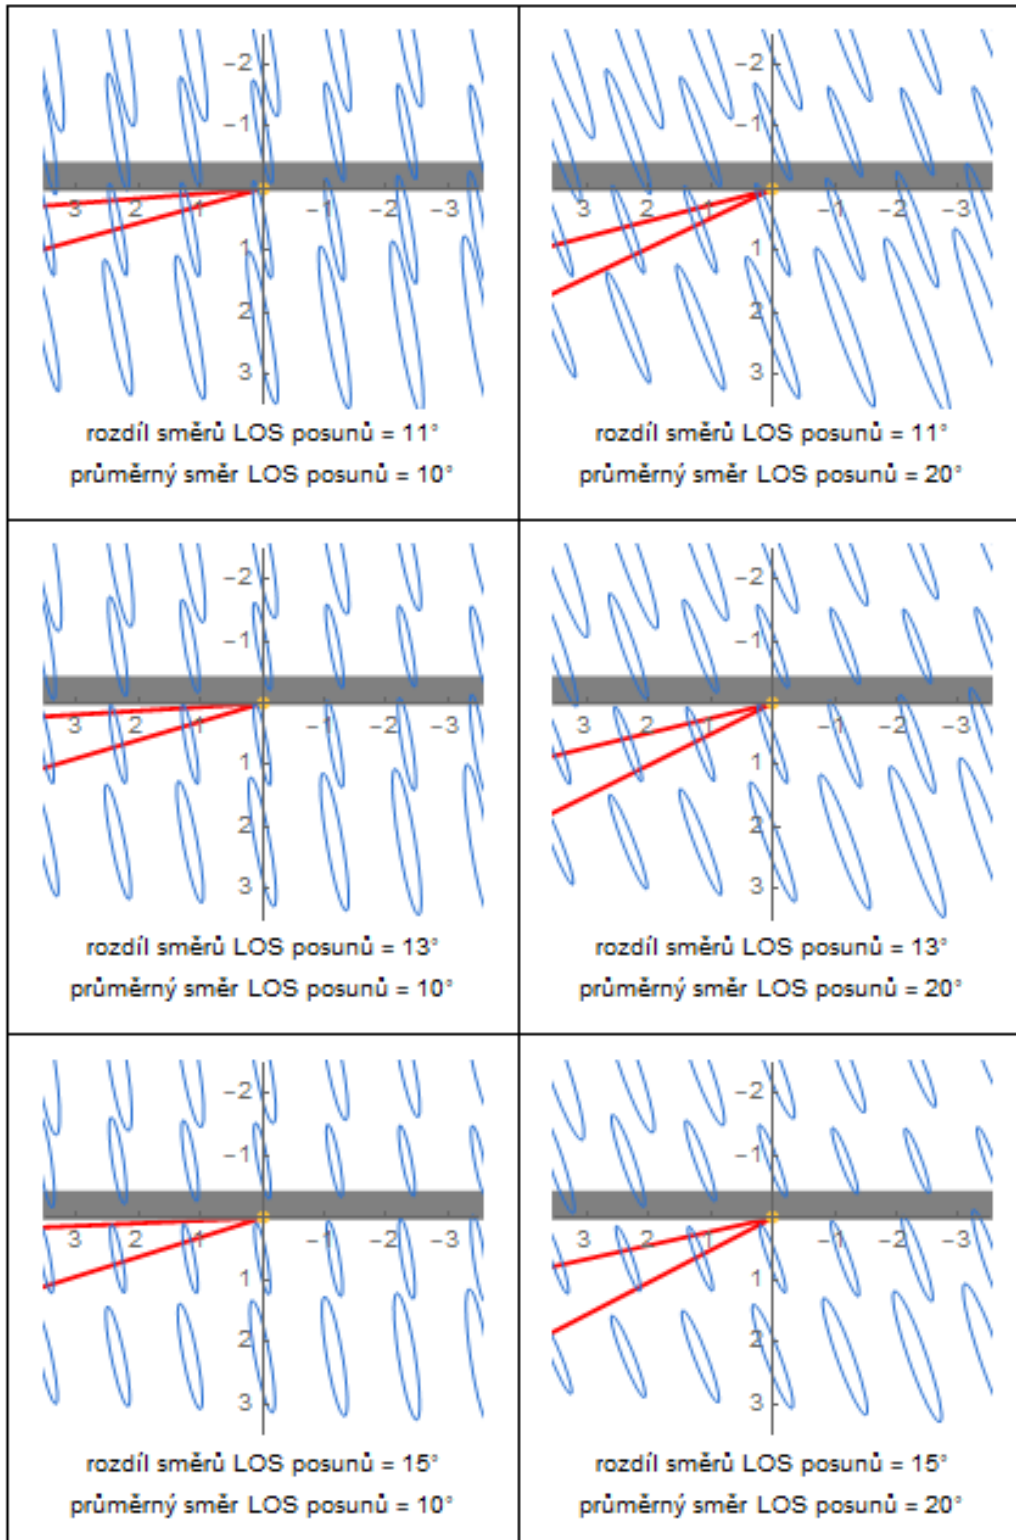 −2
−1
3 2 1 −1 −2 −3
1
2
3
rozdíl směrů LOS posunů = 11°
průměrný směr LOS posunů = 10°
−2
−1
3 2 1 −1 −2 −3
1
2
3
rozdíl směrů LOS posunů = 11°
průměrný směr LOS posunů = 20°
−2
−1
3 2 1 −1 −2 −3
1
2
3
rozdíl směrů LOS posunů = 13°
průměrný směr LOS posunů = 10°
−2
−1
3 2 1 −1 −2 −3
1
2
3
rozdíl směrů LOS posunů = 13°
průměrný směr LOS posunů = 20°
−2
−1
3 2 1 −1 −2 −3
1
2
3
rozdíl směrů LOS posunů = 15°
průměrný směr LOS posunů = 10°
−2
−1
3 2 1 −1 −2 −3
1
2
3
rozdíl směrů LOS posunů = 15°
průměrný směr LOS posunů = 20°